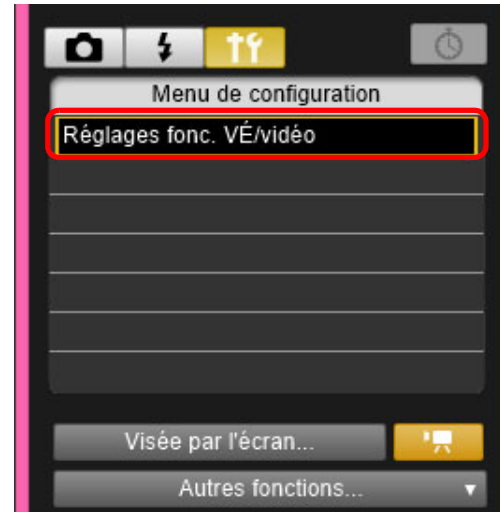 Menu de configuration
Réglages fonc. VÉ/vidéo
Visée par l'écran...
Autres fonctions...